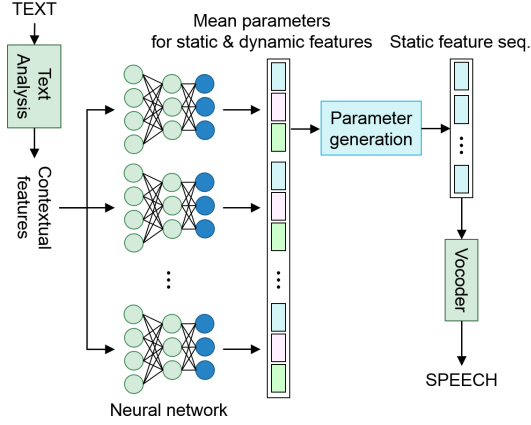 TEXT
Text
Analysis
Contextual
features
Mean parameters
for static & dynamic features
Neural network
Parameter
generation
Static feature seq.
Vocoder
SPEECH